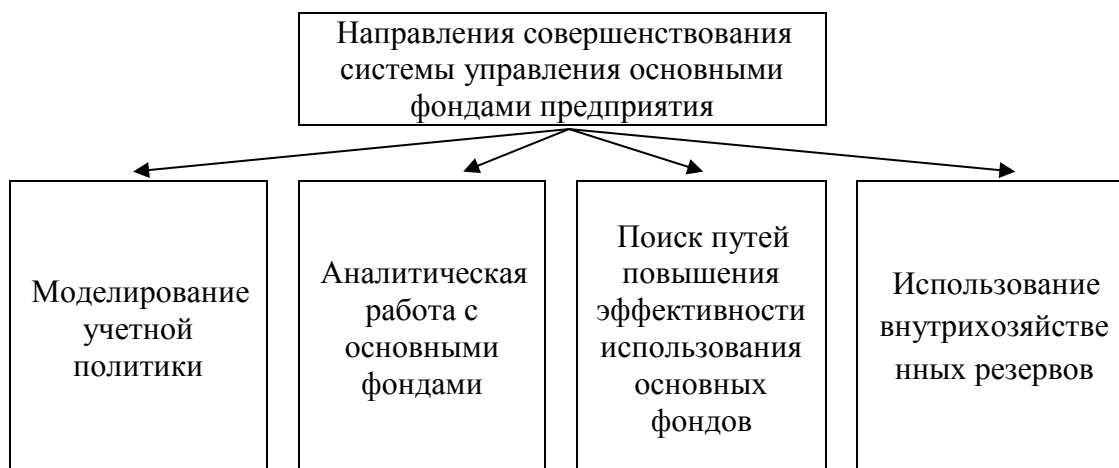 Направления совершенствования
системы управления основными
фондами предприятия
Моделирование
учетной
политики
Аналитическая
работа с
основными
фондами
Поиск путей
повышения
эффективности
использования
основных
фондов
Использование
внутрихозяйстве
нных резервов